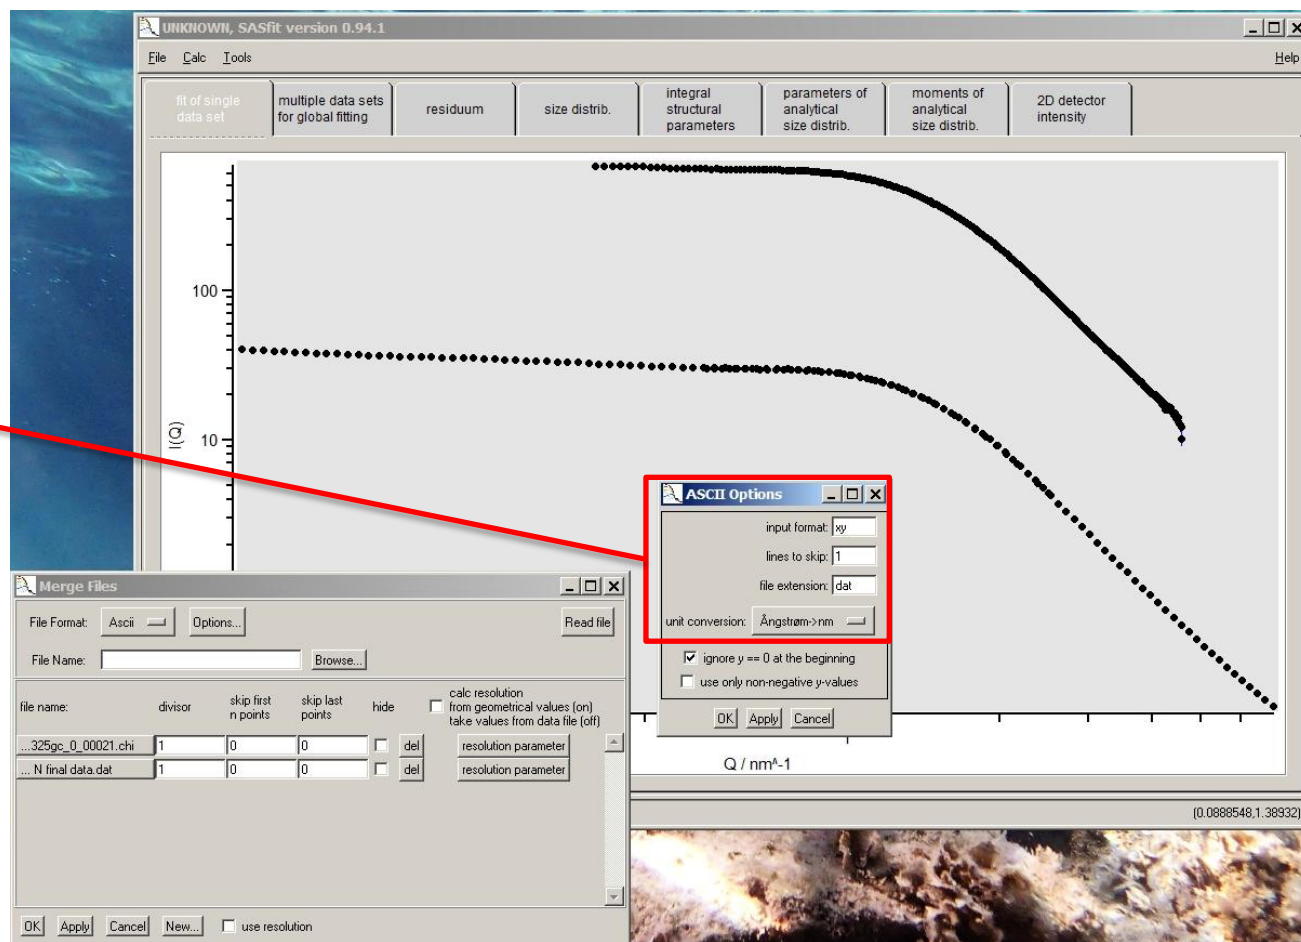 UNKNOWN, SASfit version 0.94.1
File Calc Tools Help
fit of single
data set
multiple data sets
for global fitting
residuum
size distrib.
integral
structural
parameters
parameters of
analytical
size distrib.
moments of
analytical
size distrib.
2D detector
intensity
100
10
I(Q)
Q / nm^-1
(0.0888548,1.38932)
ASCII Options
input format: xy
lines to skip: 1
file extension: dat
unit conversion: Ångstrøm->nm
ignore y == 0 at the beginning
use only non-negative y-values
OK Apply Cancel
Merge Files
File Format: Ascii Options... Read file
File Name: Browse...
file name: divisor skip first
n points skip last
points hide calc resolution
from geometrical values (on)
take values from data file (off)
...325gc_0_00021.chi 1 0 0 del resolution parameter
... N final data.dat 1 0 0 del resolution parameter
OK Apply Cancel New... use resolution